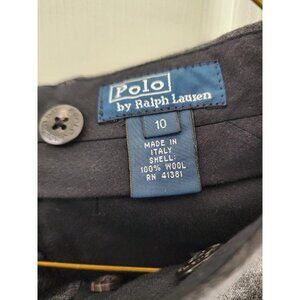 Polo
by Ralph Lauren
10
MADE IN
ITALY
SHELL:
100% WOOL
RN 41381